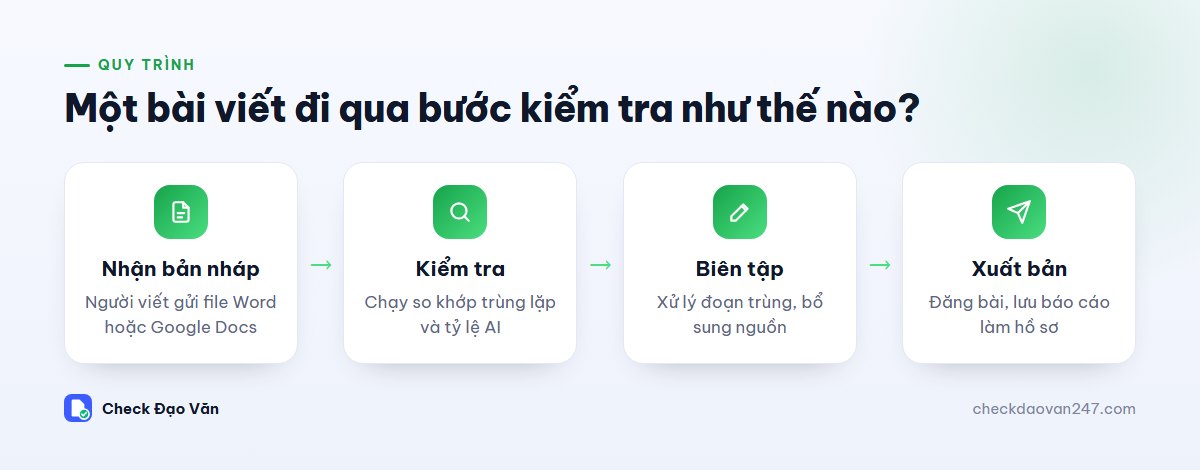 QUY TRÌNH
Một bài viết đi qua bước kiểm tra như thế nào?
Nhận bản nháp
Người viết gửi file Word
hoặc Google Docs
Kiểm tra
Chạy so khớp trùng lặp
và tỷ lệ AI
Biên tập
Xử lý đoạn trùng, bổ
sung nguồn
Xuất bản
Đăng bài, lưu báo cáo
làm hồ sơ
Check Đạo Văn
checkdaovan247.com